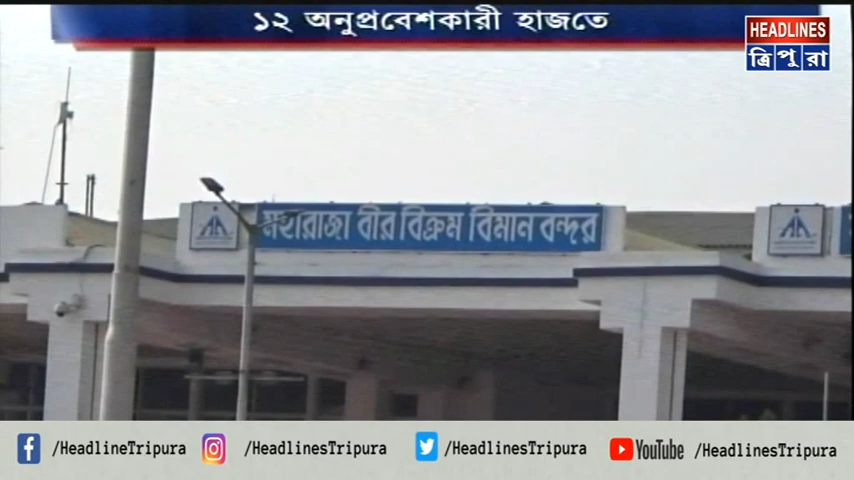 ১২ অনুপ্রবেশকারী হাজতে
HEADLINES
ত্রিপুরা
মহারাজা বীর বিক্রম বিমান বন্দর
/HeadlineTripura
/HeadlinesTripura
/HeadlinesTripura
YouTube /HeadlinesTripura